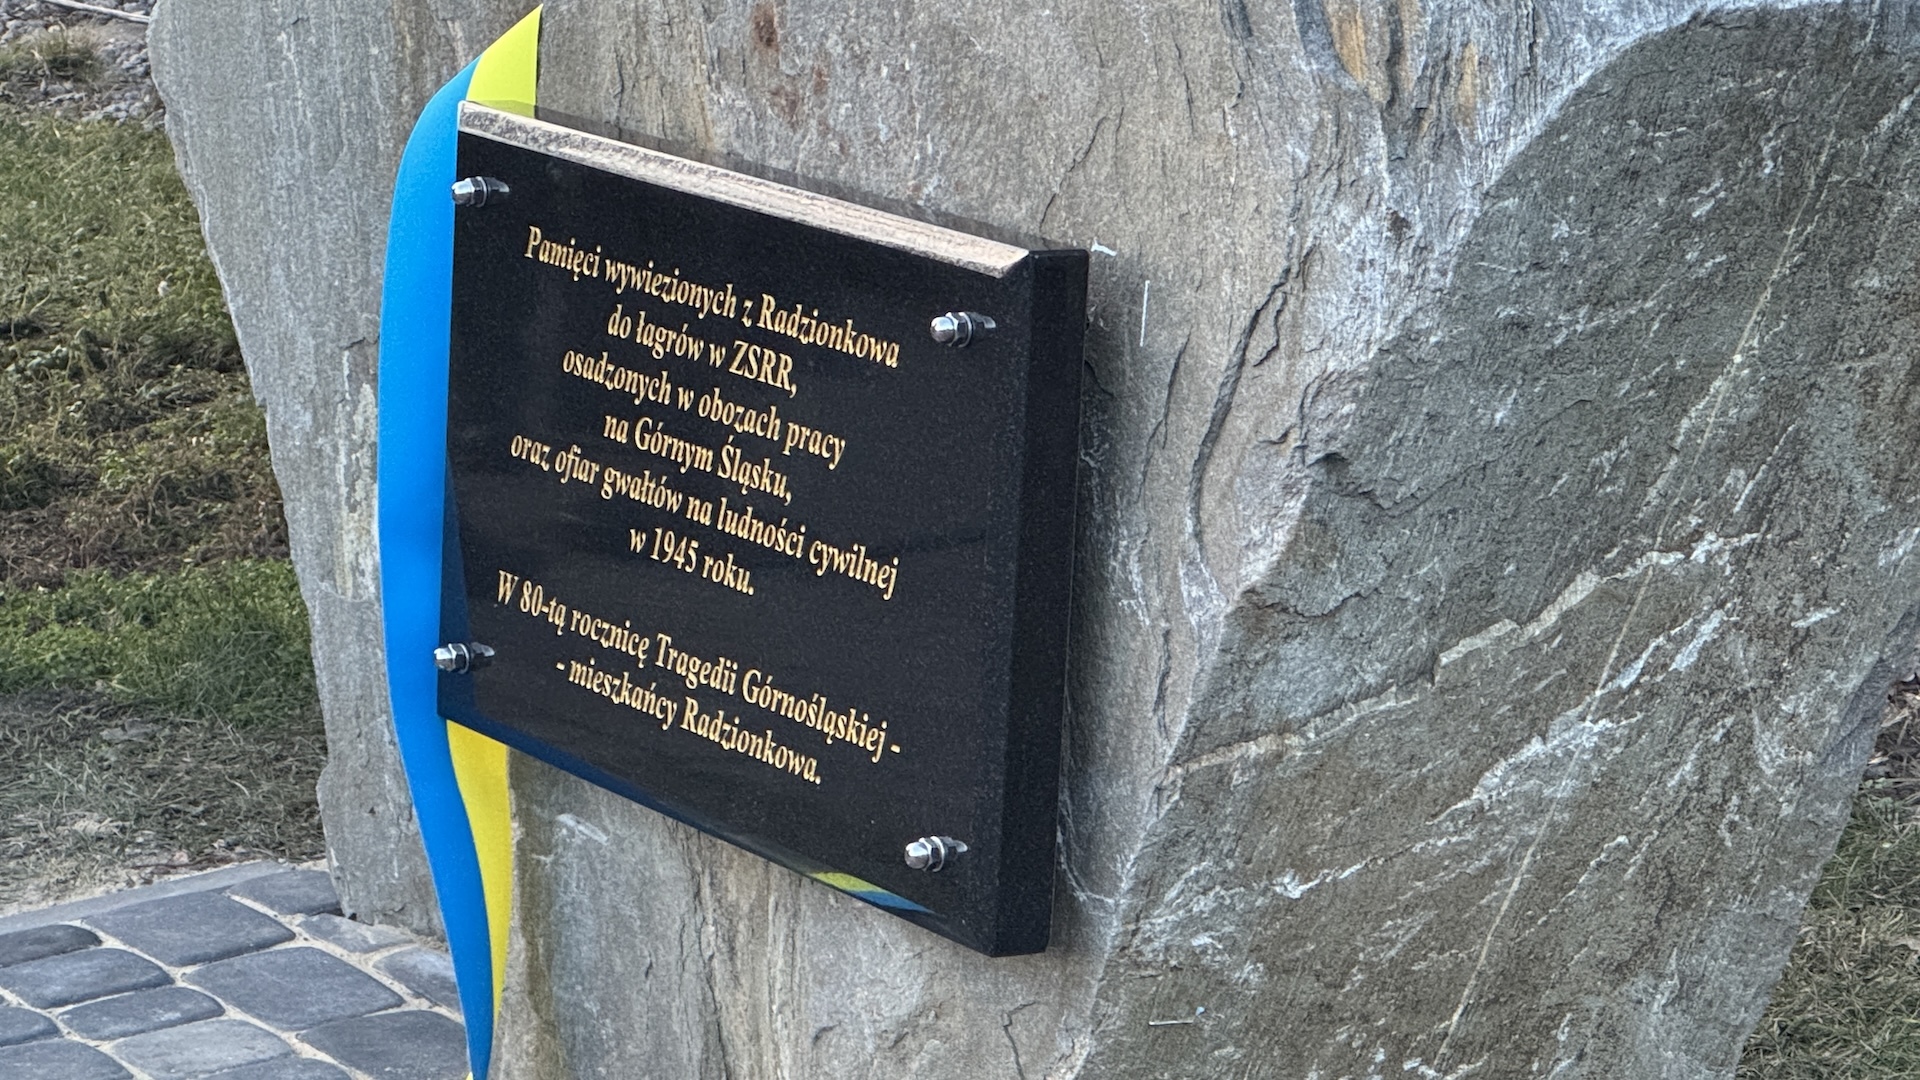 Pamięci wywiezionych z Radzionkowa
do łagrów w ZSRR,
osadzonych w obozach pracy
na Górnym Śląsku,
oraz ofiar gwałtów na ludności cywilnej
w 1945 roku.
W 80-tą rocznicę Tragedii Górnośląskiej -
- mieszkańcy Radzionkowa.